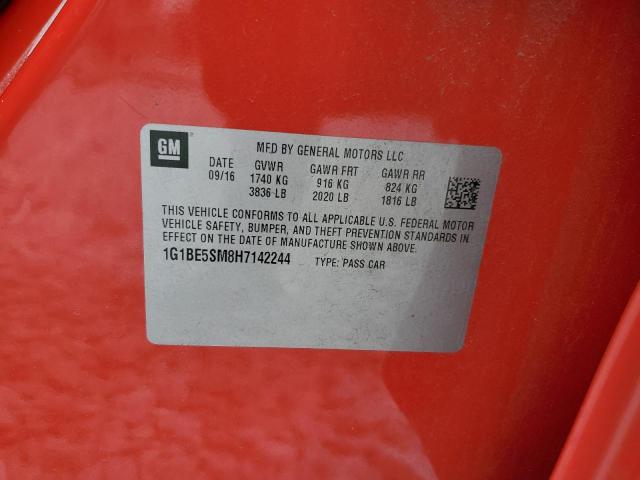 GM
MFD BY GENERAL MOTORS LLC
DATE GVWR GAWR FRT GAWR RR
09/16 1740 KG 916 KG 824 KG
3836 LB 2020 LB 1816 LB
THIS VEHICLE CONFORMS TO ALL APPLICABLE U.S. FEDERAL MOTOR
VEHICLE SAFETY, BUMPER, AND THEFT PREVENTION STANDARDS IN
EFFECT ON THE DATE OF MANUFACTURE SHOWN ABOVE.
1G1BE5SM8H7142244 TYPE: PASS CAR